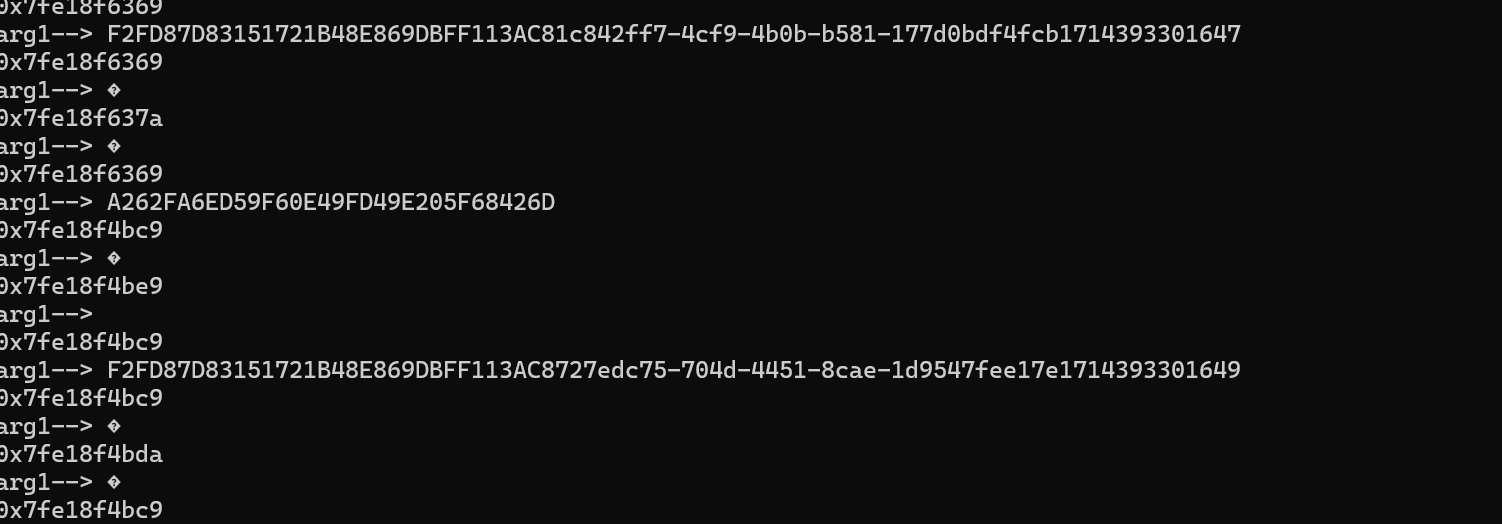 0x7fe18f6369
arg1--> F2FD87D83151721B48E869DBFF113AC81c842ff7-4cf9-4b0b-b581-177d0bdf4fcb1714393301647
0x7fe18f6369
arg1--> �
0x7fe18f637a
arg1--> �
0x7fe18f6369
arg1--> A262FA6ED59F60E49FD49E205F68426D
0x7fe18f4bc9
arg1--> �
0x7fe18f4be9
arg1-->
0x7fe18f4bc9
arg1--> F2FD87D83151721B48E869DBFF113AC8727edc75-704d-4451-8cae-1d9547fee17e1714393301649
0x7fe18f4bc9
arg1--> �
0x7fe18f4bda
arg1--> �
0x7fe18f4bc9